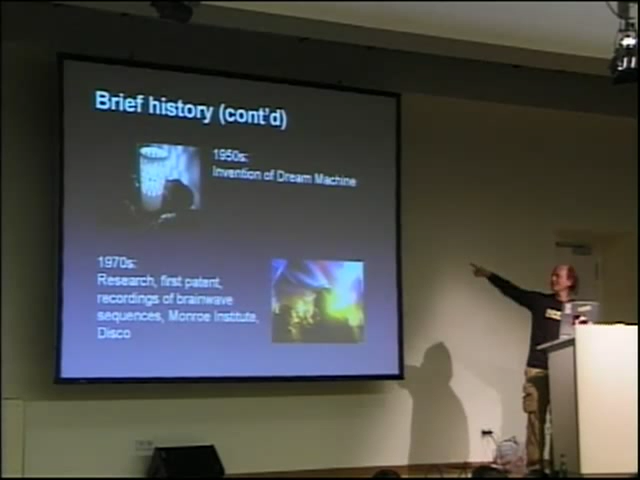 Brief history (cont'd)
1950s:
Invention of Dream Machine
1970s:
Research, first patent,
recordings of brainwave
sequences, Monroe Institute,
Disco